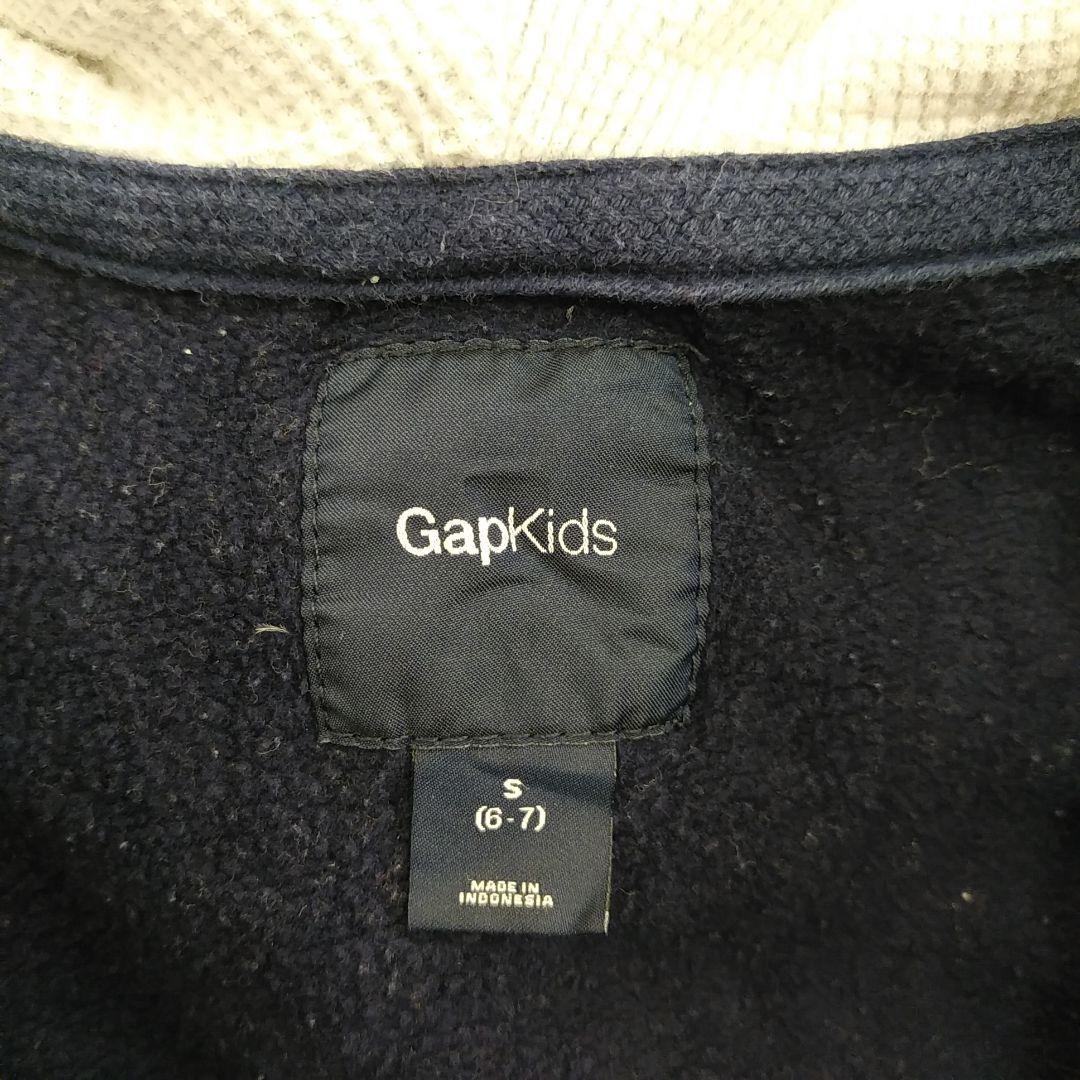 GapKids
S
(6-7)
MADE IN
INDONESIA